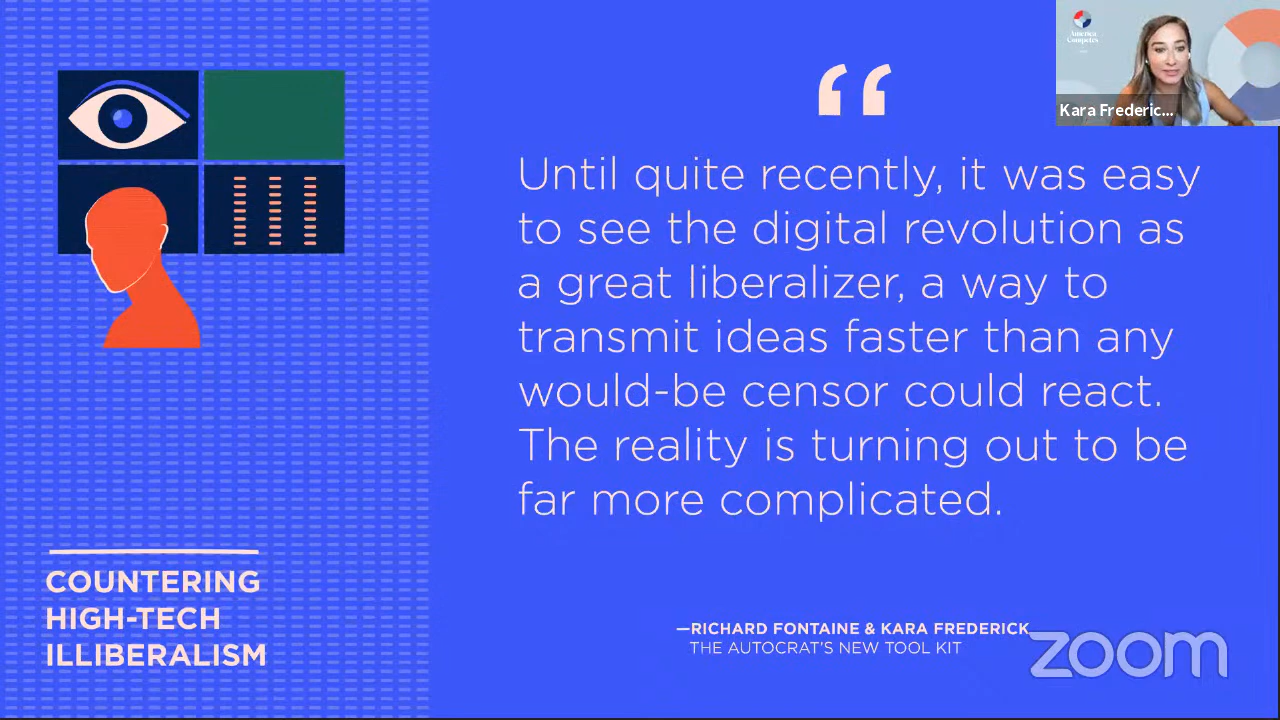 America
Competes
Kara Frederic...
“
Until quite recently, it was easy
to see the digital revolution as
a great liberalizer, a way to
transmit ideas faster than any
would-be censor could react.
The reality is turning out to be
far more complicated.
COUNTERING
HIGH-TECH
ILLIBERALISM
—RICHARD FONTAINE & KARA FREDERICK
THE AUTOCRAT'S NEW TOOL KIT
zoom